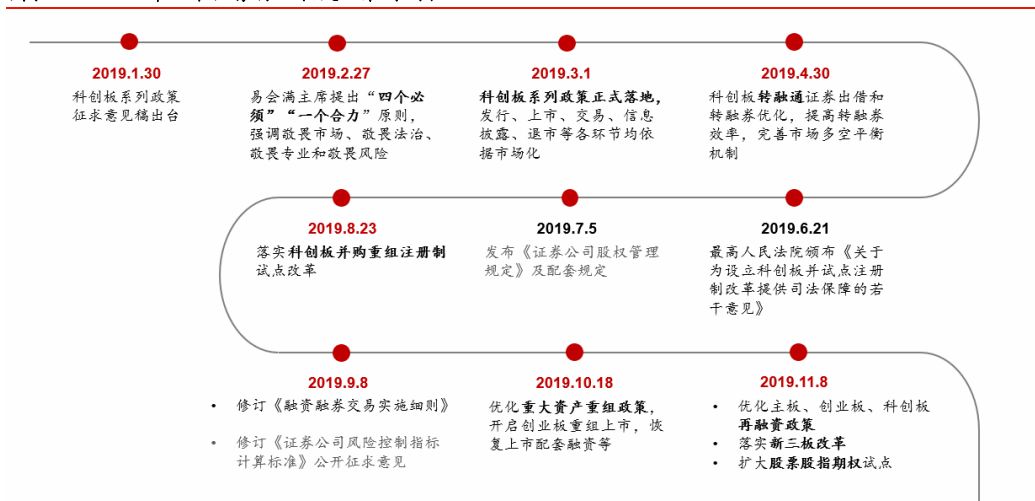 2019.1.30
科创板系列政策
征求意见稿出台
2019.2.27
易会满主席提出“四个必
须”“一个合力”原则，
强调敬畏市场、敬畏法治、
敬畏专业和敬畏风险
2019.3.1
科创板系列政策正式落地，
发行、上市、交易、信息
披露、退市等各环节均依
据市场化
2019.4.30
科创板转融通证券出借和
转融券优化，提高转融券
效率，完善市场多空平衡
机制
2019.6.21
最高人民法院颁布《关于
为设立科创板并试点注册
制改革提供司法保障的若
干意见》
2019.7.5
发布《证券公司股权管理
规定》及配套规定
2019.8.23
落实科创板并购重组注册制
试点改革
2019.9.8
• 修订《融资融券交易实施细则》
• 修订《证券公司风险控制指标
计算标准》公开征求意见
2019.10.18
优化重大资产重组政策，
开启创业板重组上市，恢
复上市配套融资等
2019.11.8
• 优化主板、创业板、科创板
再融资政策
• 落实新三板改革
• 扩大股票股指期权试点